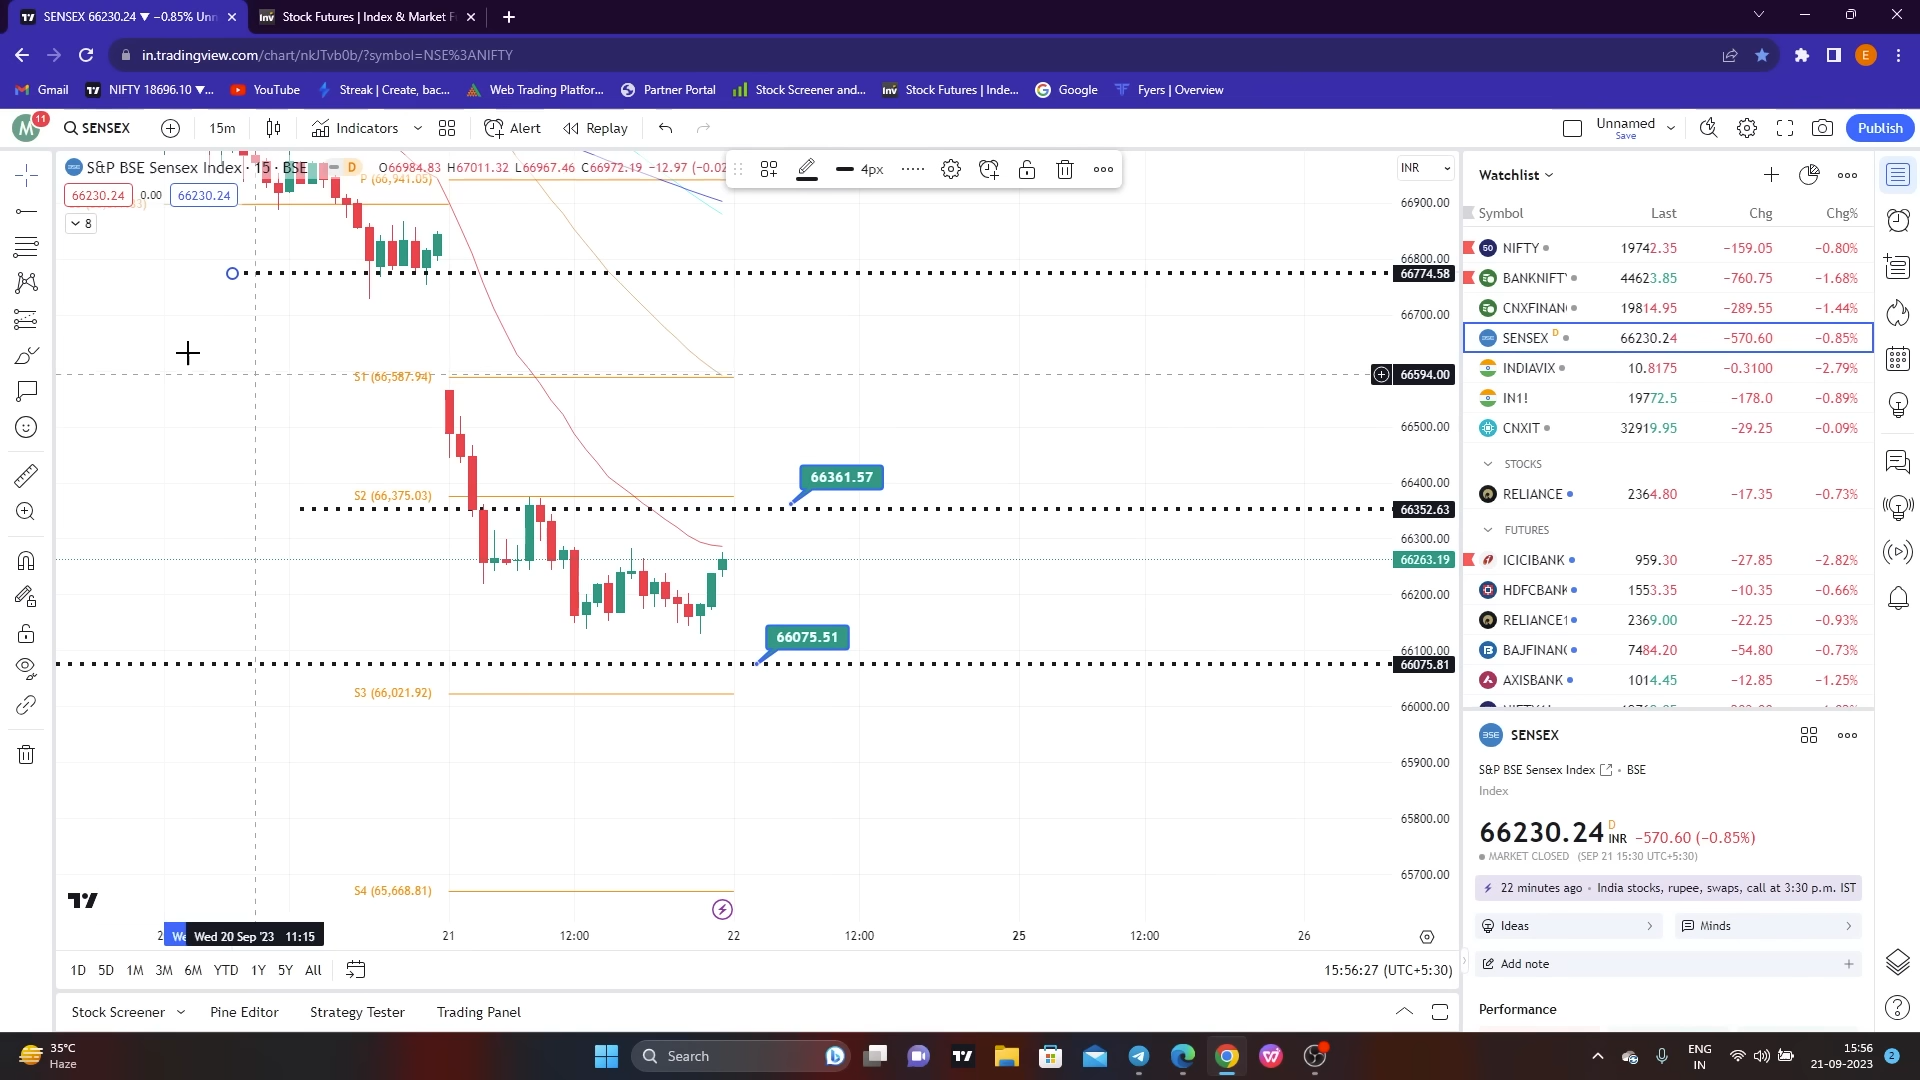 SENSEX 66230.24 ▼ −0.85% Unn
Stock Futures | Index & Market F
in.tradingview.com/chart/nkJTvb0b/?symbol=NSE%3ANIFTY
E
Gmail
NIFTY 18696.10 ▼...
YouTube
Streak | Create, bac...
Web Trading Platfor...
Partner Portal
Stock Screener and...
Stock Futures | Inde...
Google
Fyers | Overview
M 11
SENSEX
15m
Indicators
Alert
Replay
Unnamed
Save
Publish
S&P BSE Sensex Index · 15 · BSE
D
O66984.83 H67011.32 L66967.46 C66972.19 −12.97 (−0.02
66230.24 0.00 66230.24
8
4px
INR
P (66,941.05)
S1 (66,587.94)
S2 (66,375.03)
66361.57
66075.51
S3 (66,021.92)
S4 (65,668.81)
66900.00
66800.00
66774.58
66700.00
66594.00
66500.00
66400.00
66352.63
66300.00
66263.19
66200.00
66100.00
66075.81
66000.00
65900.00
65800.00
65700.00
Wed 20 Sep '23 11:15
21
12:00
22
12:00
25
12:00
26
1D 5D 1M 3M 6M YTD 1Y 5Y All
15:56:27 (UTC+5:30)
Stock Screener
Pine Editor
Strategy Tester
Trading Panel
Watchlist
Symbol Last Chg Chg%
NIFTY 19742.35 −159.05 −0.80%
BANKNIFT 44623.85 −760.75 −1.68%
CNXFINAN 19814.95 −289.55 −1.44%
SENSEX D 66230.24 −570.60 −0.85%
INDIAVIX 10.8175 −0.3100 −2.79%
IN1! 19772.5 −178.0 −0.89%
CNXIT 32919.95 −29.25 −0.09%
STOCKS
RELIANCE 2364.80 −17.35 −0.73%
FUTURES
ICICIBANK 959.30 −27.85 −2.82%
HDFCBANK 1553.35 −10.35 −0.66%
RELIANCE1 2369.00 −22.25 −0.93%
BAJFINANC 7484.20 −54.80 −0.73%
AXISBANK 1014.45 −12.85 −1.25%
SENSEX
S&P BSE Sensex Index • BSE
Index
66230.24 D INR −570.60 (−0.85%)
MARKET CLOSED (SEP 21 15:30 UTC+5:30)
22 minutes ago • India stocks, rupee, swaps, call at 3:30 p.m. IST
Ideas
Minds
Add note
Performance
35°C
Haze
Search
ENG
IN
15:56
21-09-2023
2